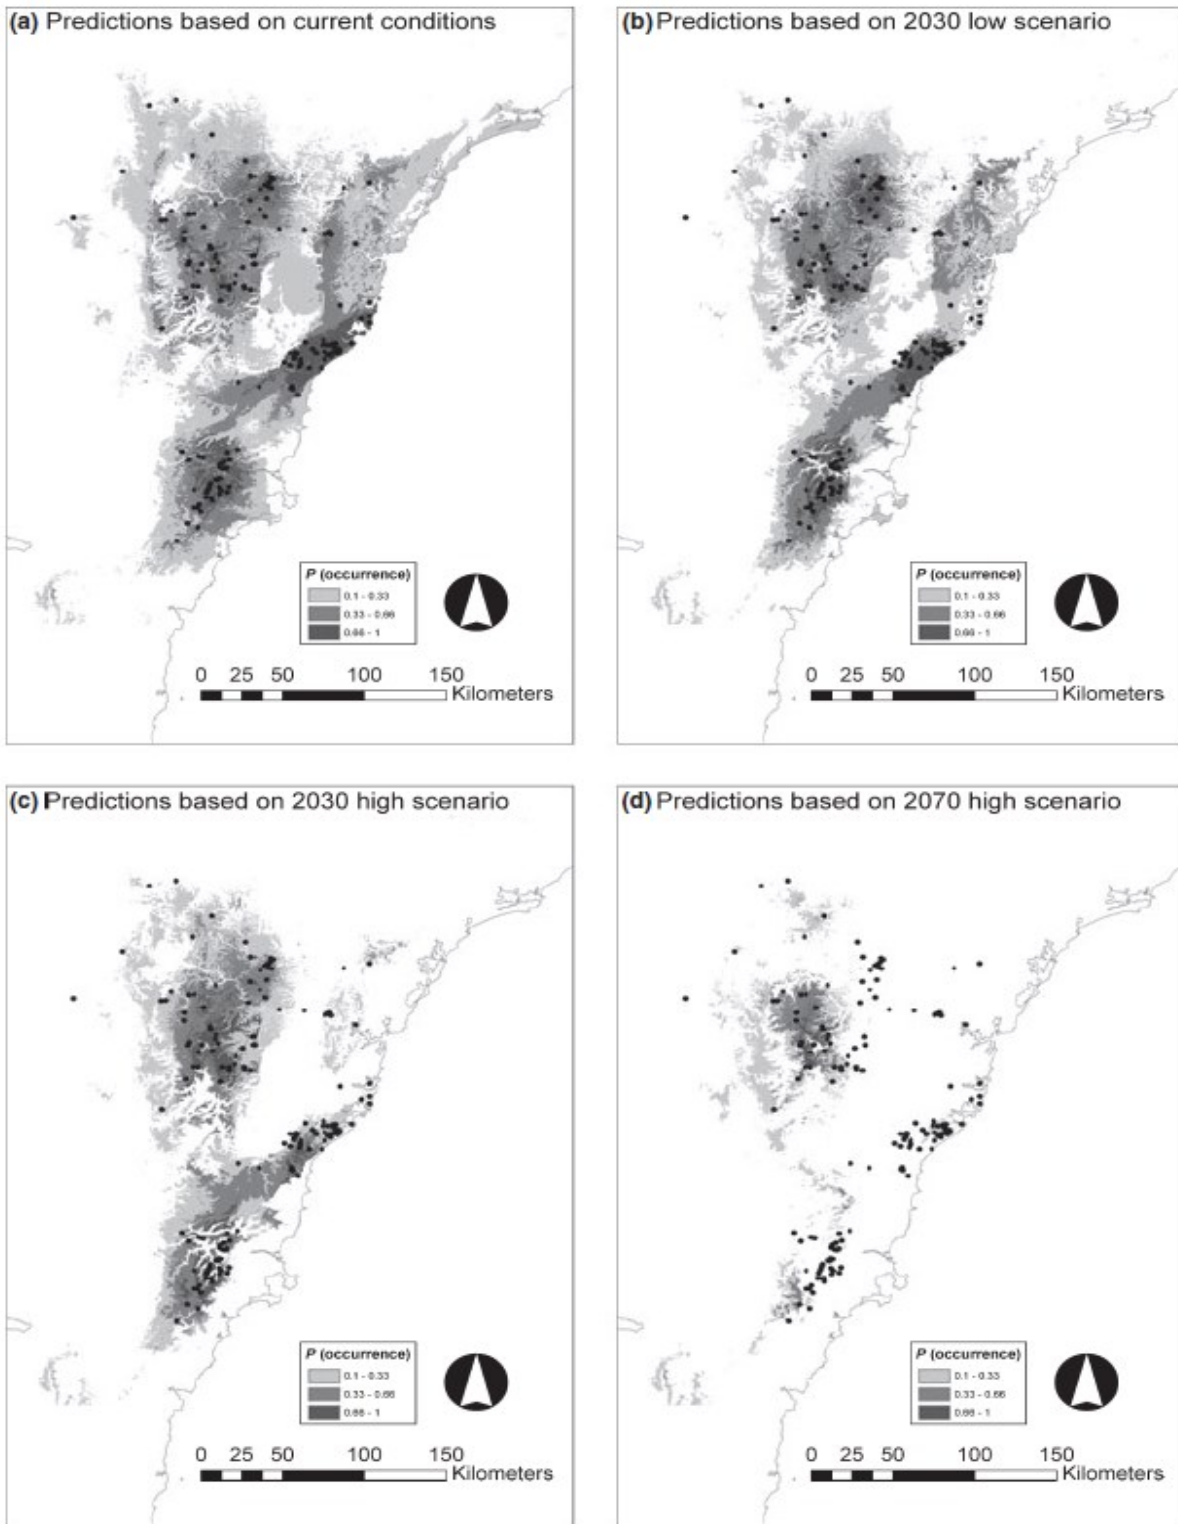 (a) Predictions based on current conditions
P (occurrence)
0.1 - 0.33
0.33 - 0.66
0.66 - 1
0 25 50 100 150
Kilometers
(b) Predictions based on 2030 low scenario
P (occurrence)
0.1 - 0.33
0.33 - 0.66
0.66 - 1
0 25 50 100 150
Kilometers
(c) Predictions based on 2030 high scenario
P (occurrence)
0.1 - 0.33
0.33 - 0.66
0.66 - 1
0 25 50 100 150
Kilometers
(d) Predictions based on 2070 high scenario
P (occurrence)
0.1 - 0.33
0.33 - 0.66
0.66 - 1
0 25 50 100 150
Kilometers